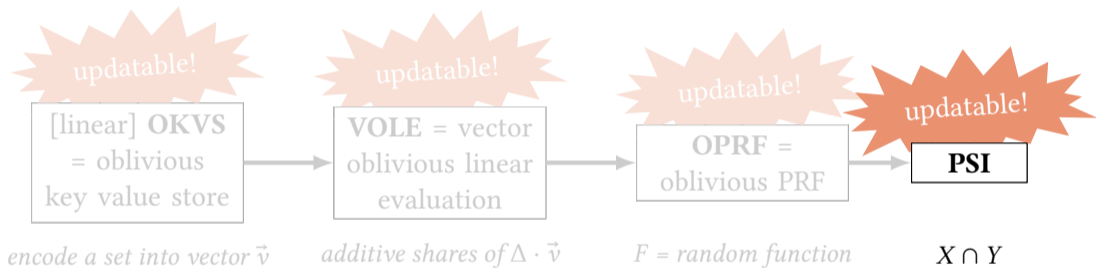 updatable!
updatable!
updatable!
updatable!
[linear] OKVS
= oblivious
key value store
VOLE = vector
oblivious linear
evaluation
OPRF =
oblivious PRF
PSI
encode a set into vector v⃗
additive shares of Δ · v⃗
F = random function
X ∩ Y